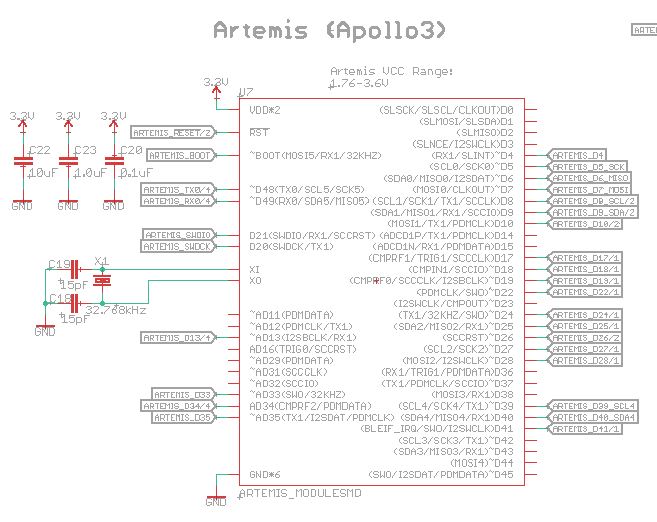 Artemis (Apollo3)
ARTEM
Artemis VCC Range:
1.76-3.6V
3.3V
U7
3.3V 3.3V 3.3V
C22 10uF
C23 1.0uF
C20 0.1uF
GND GND GND
ARTEMIS_RESET/2
ARTEMIS_BOOT
ARTEMIS_TX0/4
ARTEMIS_RX0/4
ARTEMIS_SWDIO
ARTEMIS_SWDCK
C19
15pF
C18
15pF
X1
32.768kHz
GND
ARTEMIS_D13/4
ARTEMIS_D33
ARTEMIS_D34/4
ARTEMIS_D35
GND
VDD*2
RST
~BOOT(MOSI5/RX1/32KHZ)
~D48(TX0/SCL5/SCK5)
~D49(RX0/SDA5/MISO5)
D21(SWDIO/RX1/SCCRST)
D20(SWDCK/TX1)
XI
XO
~AD11(PDMDATA)
~AD12(PDMCLK/TX1)
~AD13(I2SBCLK/RX1)
AD16(TRIG0/SCCRST)
~AD29(PDMDATA)
~AD31(SCCCLK)
~AD32(SCCIO)
~AD33(SWO/32KHZ)
AD34(CMPRF2/PDMDATA)
~AD35(TX1/I2SDAT/PDMCLK)
GND*6
(SLSCK/SLSCL/CLKOUT)D0
(SLMOSI/SLSDA)D1
(SLMISO)D2
(SLNCE/I2SWCLK)D3
(RX1/SLINT)~D4
(SCL0/SCK0)~D5
(SDA0/MISO0/I2SDAT)~D6
(MOSI0/CLKOUT)~D7
(SCL1/SCK1/TX1/SCCCLK)D8
(SDA1/MISO1/RX1/SCCIO)D9
(MOSI1/TX1/PDMCLK)D10
(ADCD1P/TX1/PDMCLK)D14
(ADCD1N/RX1/PDMDATA)D15
(CMPRF1/TRIG1/SCCCLK)D17
(CMPIN1/SCCIO)~D18
(CMPRF0/SCCCLK/I2SBCLK)~D19
(PDMCLK/SWO)~D22
(I2SWCLK/CMPOUT)~D23
(TX1/32KHZ/SWO)~D24
(SDA2/MISO2/RX1)~D25
(SCCRST)~D26
(SCL2/SCK2)~D27
(MOSI2/I2SWCLK)~D28
(RX1/TRIG1/PDMDATA)D36
(TX1/PDMCLK/SCCIO)~D37
(MOSI3/RX1)D38
(SCL4/SCK4/TX1)~D39
(SDA4/MISO4/RX1)D40
(BLEIF_IRQ/SWO/I2SWCLK)D41
(SCL3/SCK3/TX1)~D42
(SDA3/MISO3/RX1)~D43
(MOSI4)~D44
(SWO/I2SDAT/PDMCLK)~D45
ARTEMIS_D4
ARTEMIS_D5_SCK
ARTEMIS_D6_MISO
ARTEMIS_D7_MOSI
ARTEMIS_D8_SCL/2
ARTEMIS_D9_SDA/2
ARTEMIS_D10/2
ARTEMIS_D17/1
ARTEMIS_D18/1
ARTEMIS_D19/1
ARTEMIS_D22/1
ARTEMIS_D24/1
ARTEMIS_D25/1
ARTEMIS_D26/2
ARTEMIS_D27/1
ARTEMIS_D28/1
ARTEMIS_D39_SCL4
ARTEMIS_D40_SDA4
ARTEMIS_D41/1
ARTEMIS_MODULESMD